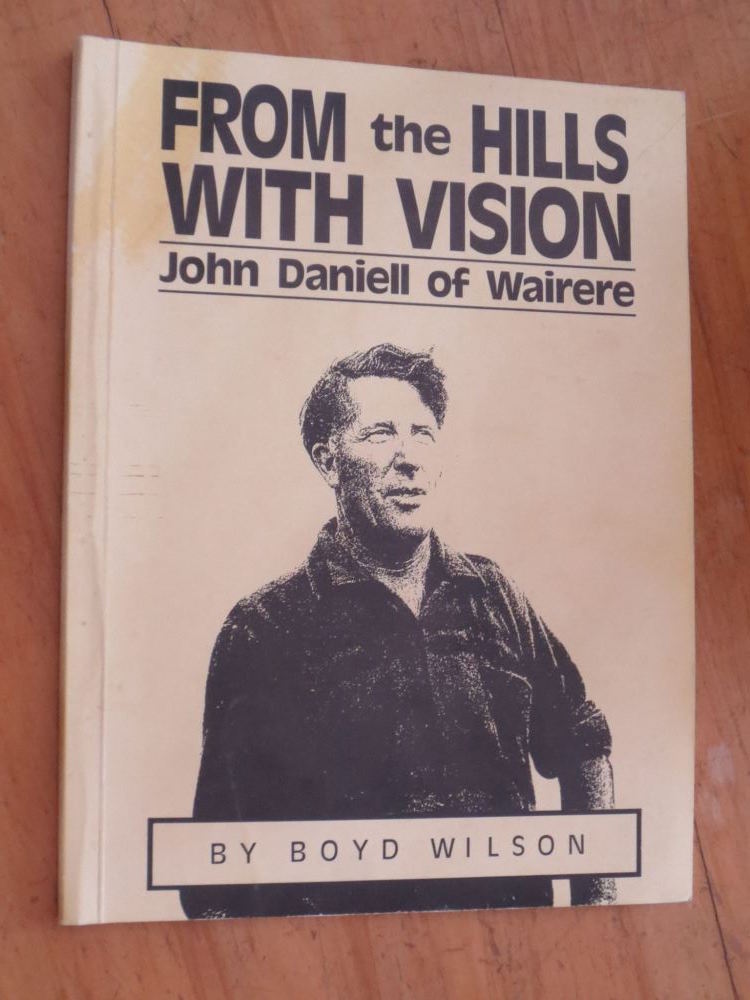 FROM the HILLS
WITH VISION
John Daniell of Wairere
BY BOYD WILSON